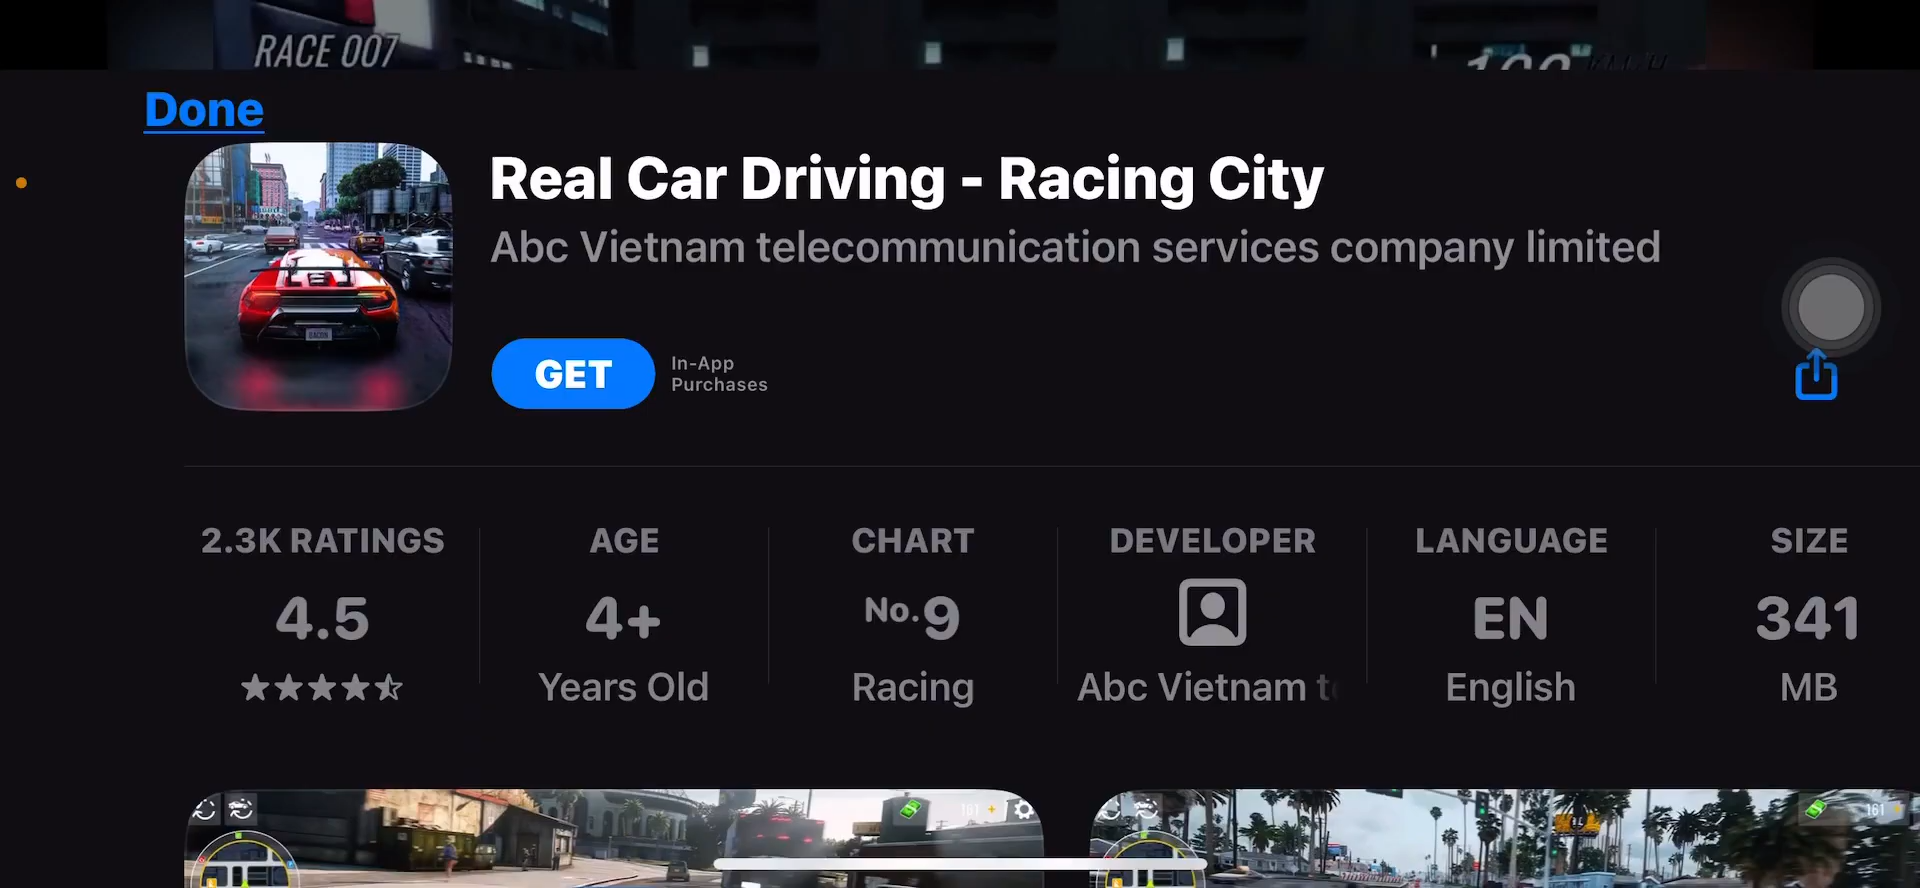 RACE 007
Done
Real Car Driving - Racing City
Abc Vietnam telecommunication services company limited
GET
In-App
Purchases
2.3K RATINGS
4.5
AGE
4+
Years Old
CHART
No.9
Racing
DEVELOPER
Abc Vietnam
LANGUAGE
EN
English
SIZE
341
MB
161
161